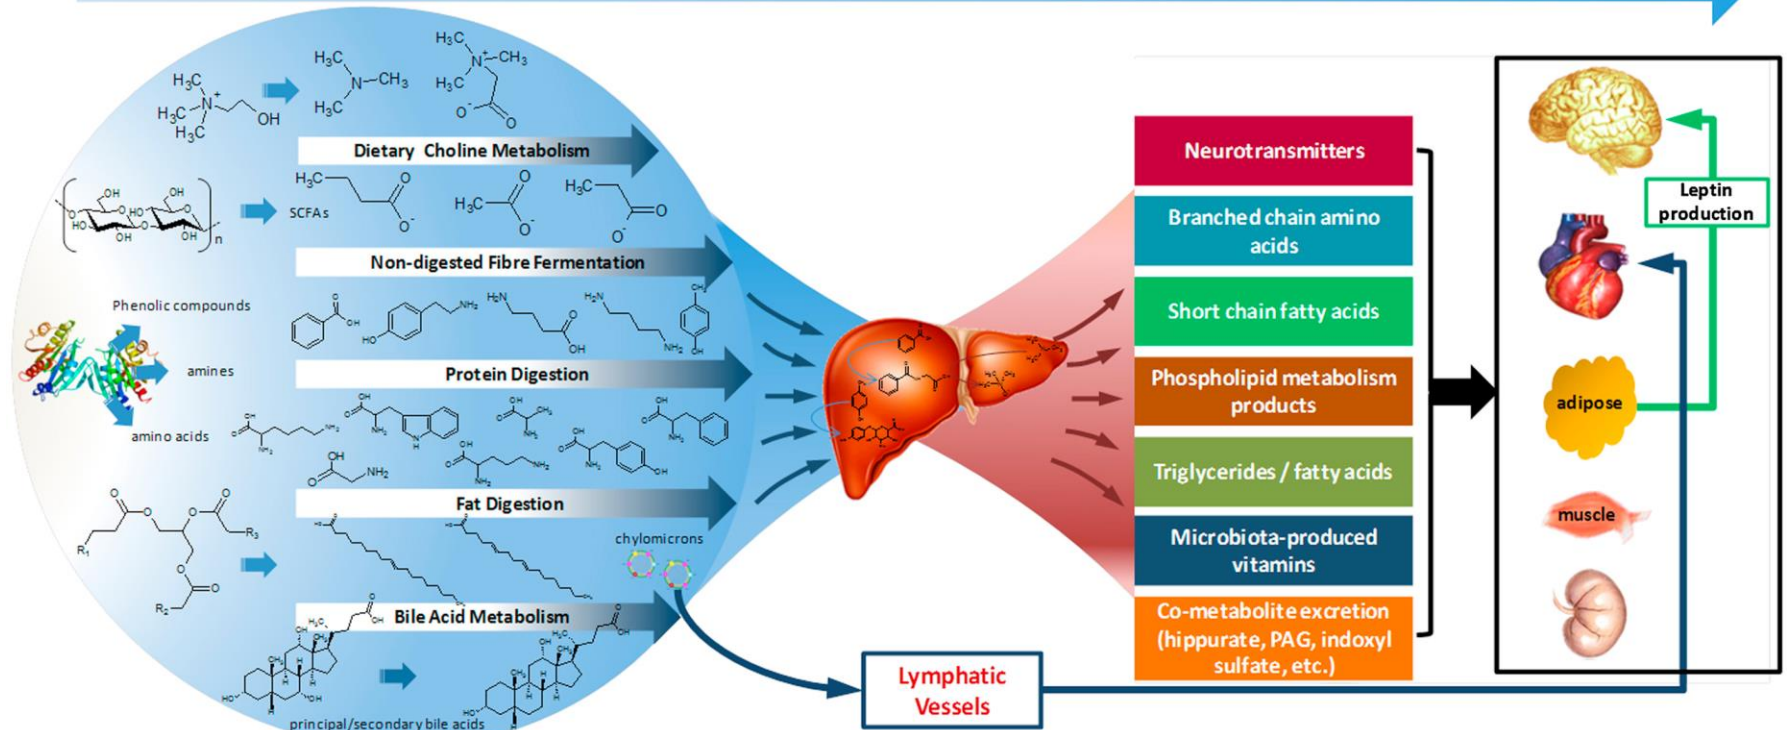 Dietary Choline Metabolism
SCFAs
Non-digested Fibre Fermentation
Phenolic compounds
amines
amino acids
Protein Digestion
Fat Digestion
chylomicrons
Bile Acid Metabolism
principal/secondary bile acids
Lymphatic
Vessels
Neurotransmitters
Branched chain amino
acids
Short chain fatty acids
Phospholipid metabolism
products
Triglycerides / fatty acids
Microbiota-produced
vitamins
Co-metabolite excretion
(hippurate, PAG, indoxyl
sulfate, etc.)
Leptin
production
adipose
muscle